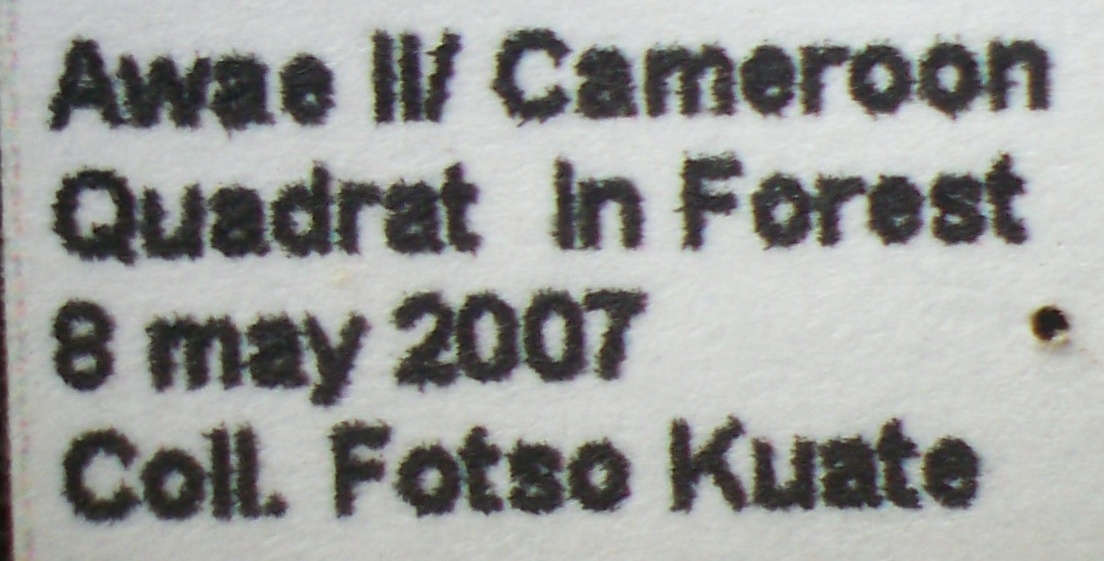 Awae II/ Cameroon
Quadrat in Forest
8 may 2007
Coll. Fotso Kuate